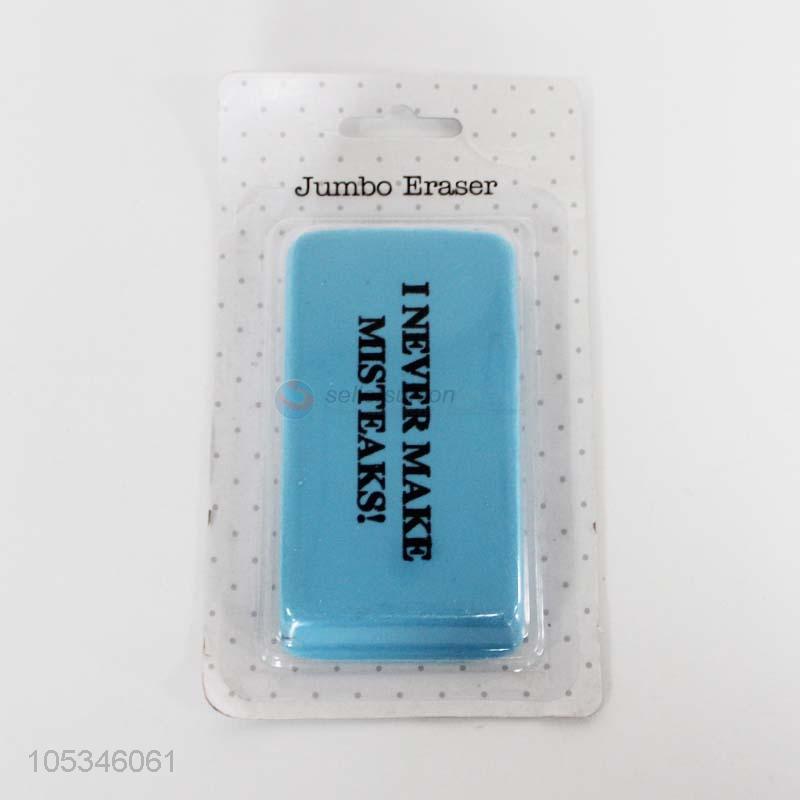 Jumbo Eraser
I NEVER MAKE
MISTEAKS!
105346061